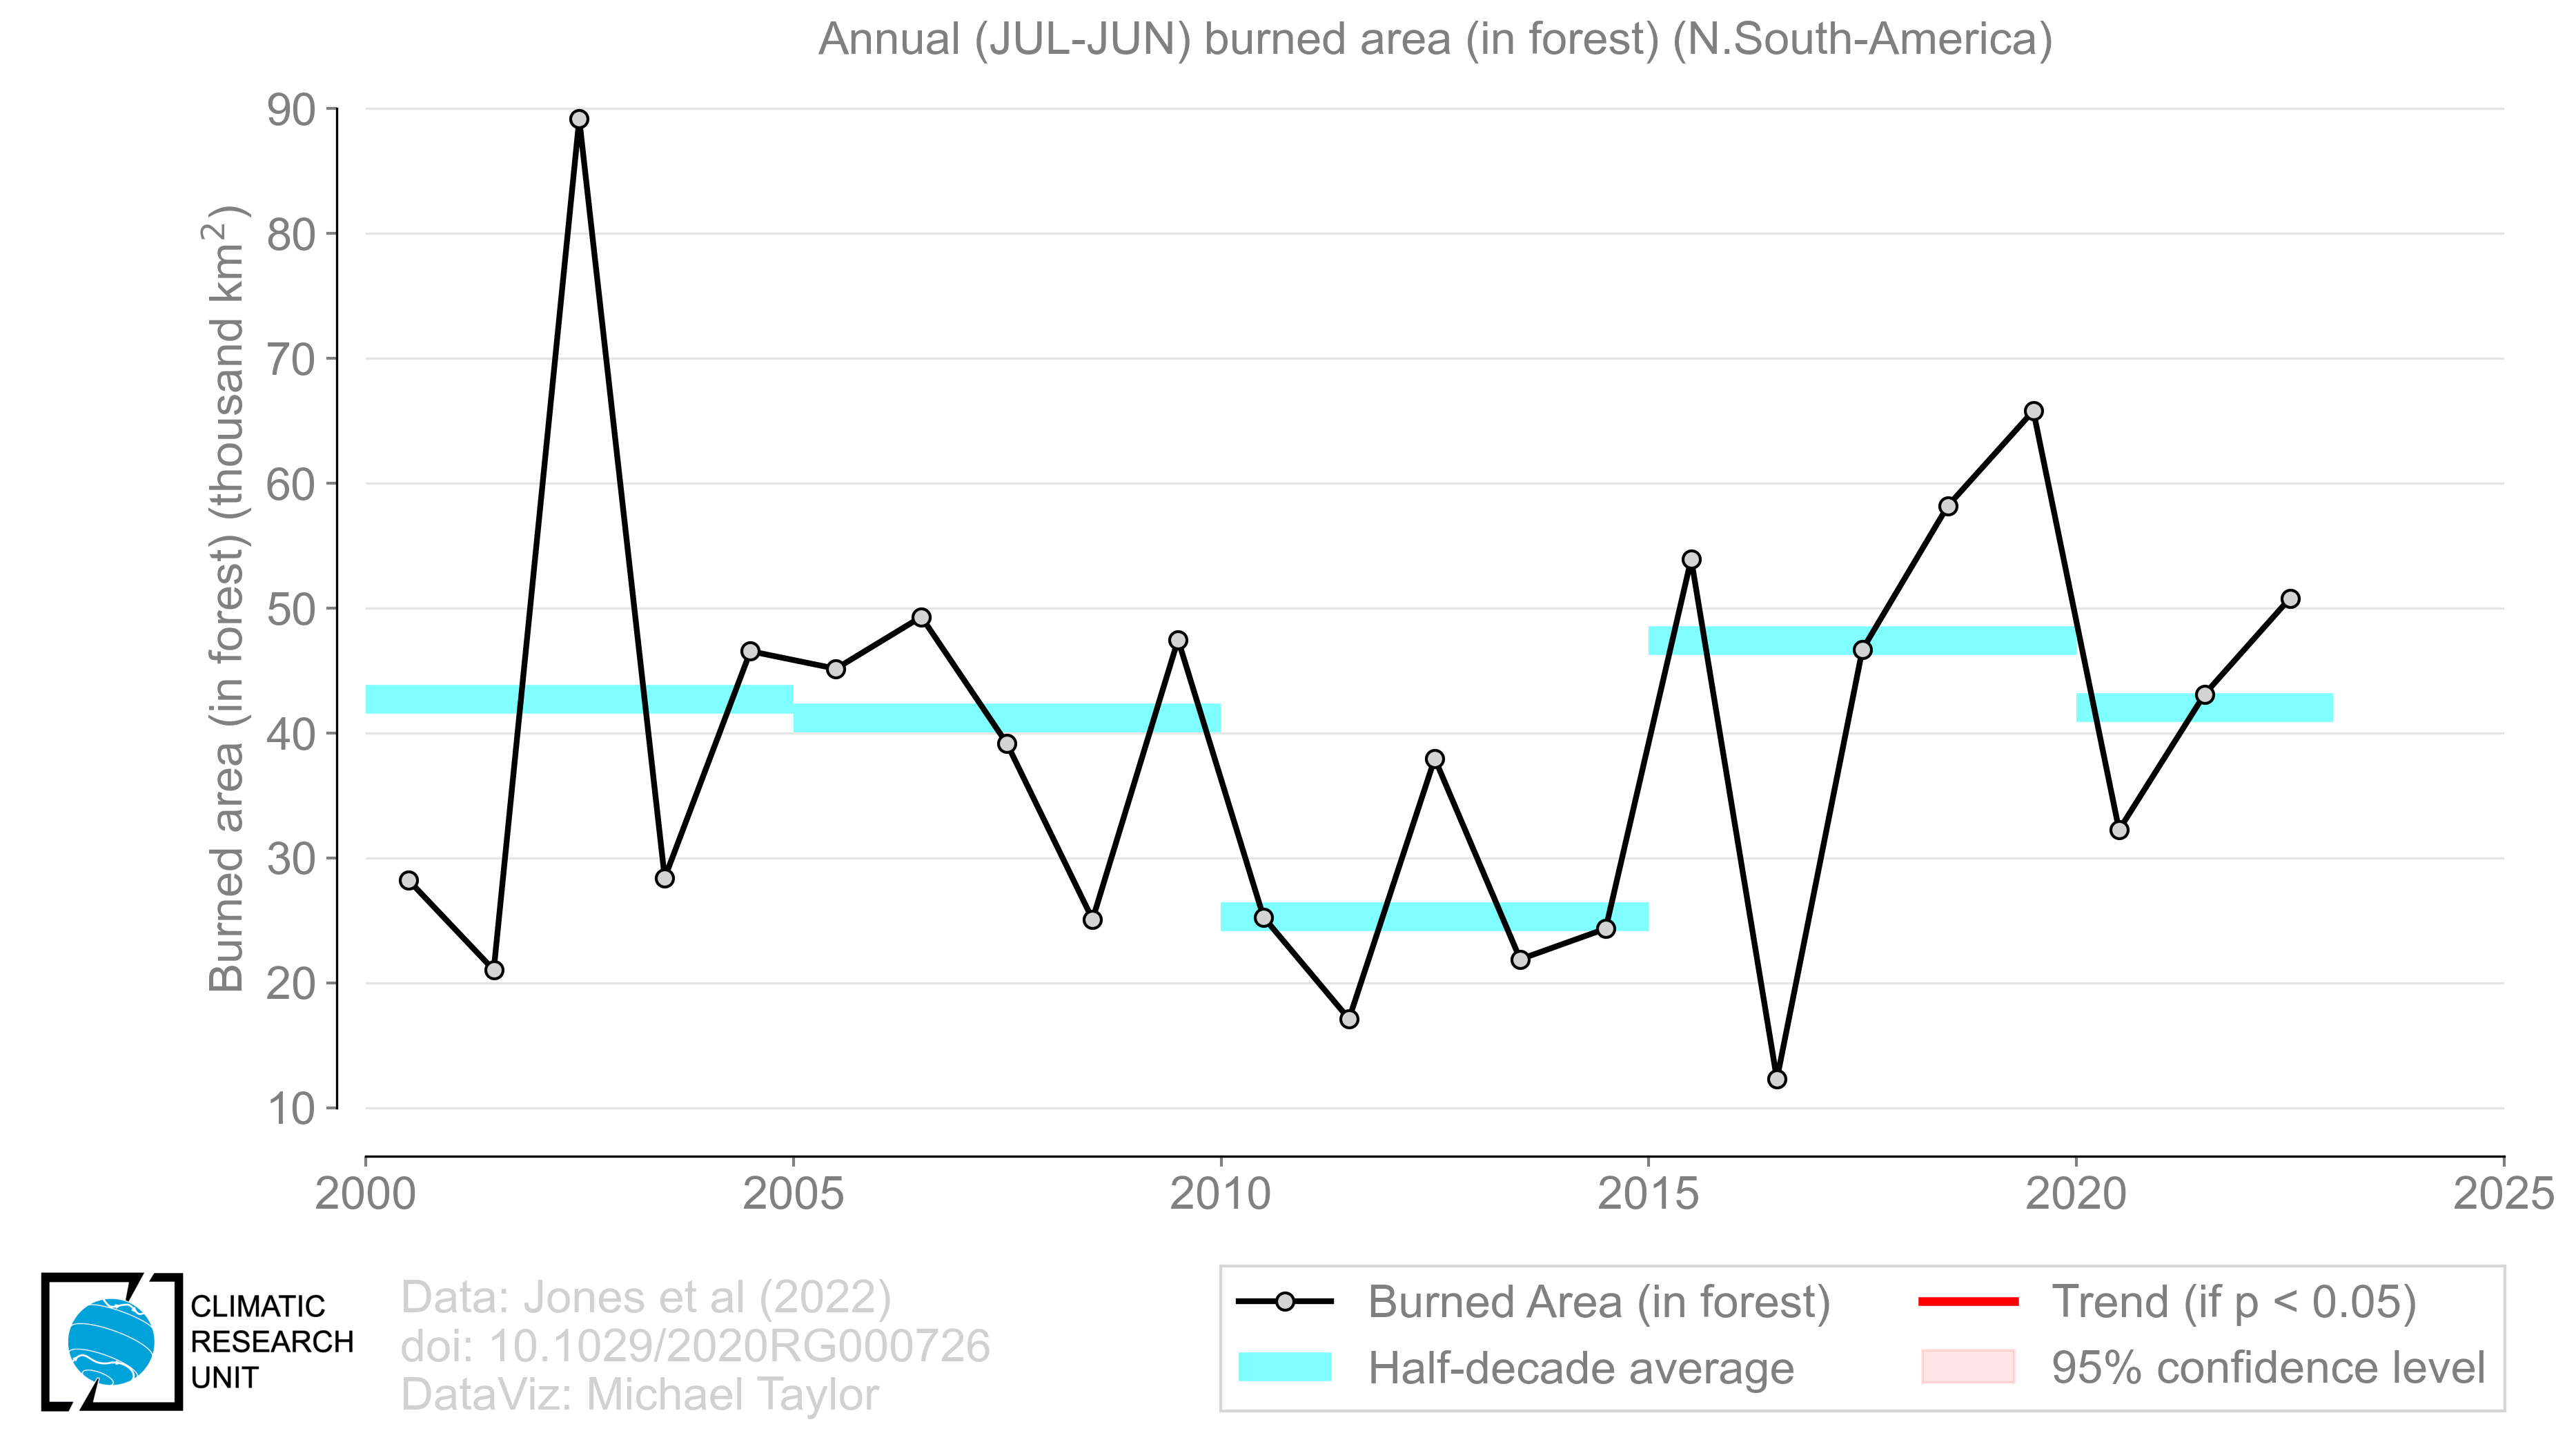 Annual (JUL-JUN) burned area (in forest) (N.South-America)
Burned area (in forest) (thousand km²)
90
80
70
60
50
40
30
20
10
2000 2005 2010 2015 2020 2025
CLIMATIC
RESEARCH
UNIT
Data: Jones et al (2022)
doi: 10.1029/2020RG000726
DataViz: Michael Taylor
Burned Area (in forest)
Half-decade average
Trend (if p < 0.05)
95% confidence level